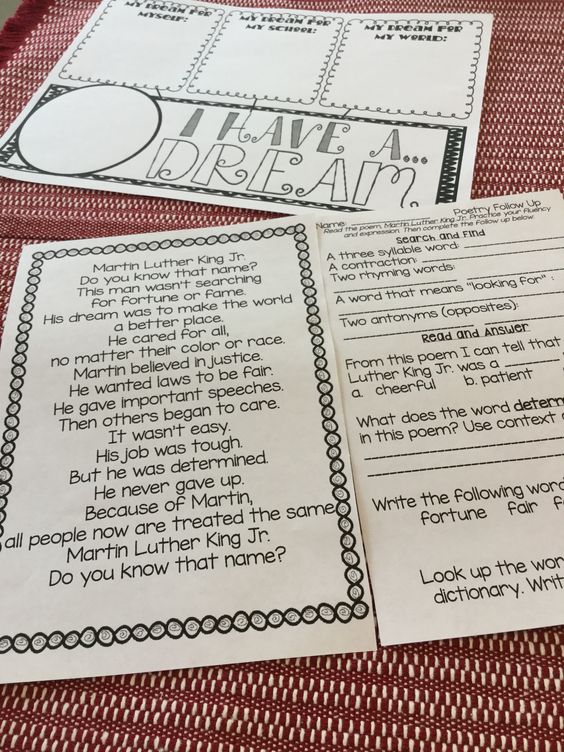 MY DREAM FOR
MYSELF:
MY DREAM FOR
MY SCHOOL:
MY DREAM FOR
MY WORLD:
I HAVE A...
DREAM
Martin Luther King Jr.
Do you know that name?
This man wasn't searching
for fortune or fame.
His dream was to make the world
a better place.
He cared for all,
no matter their color or race.
Martin believed in justice.
He wanted laws to be fair.
He gave important speeches.
Then others began to care.
It wasn't easy.
His job was tough.
But he was determined.
He never gave up.
Because of Martin,
all people now are treated the same
Martin Luther King Jr.
Do you know that name?
Name:
Poetry Follow Up
Read the poem, Martin Luther King Jr. Practice your fluency
and expression. Then complete the follow up below.
Search and Find
A three syllable word:
A contraction:
Two rhyming words:
A word that means "looking for" :
Two antonyms (opposites):
Read and Answer
From this poem I can tell that
Luther King Jr. was a
a. cheerful b. patient
What does the word determ
in this poem? Use context
Write the following word
fortune fair f
Look up the wor
dictionary. Writ